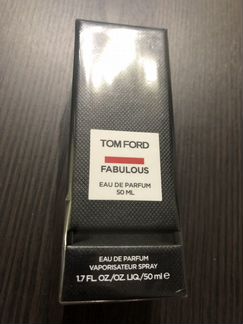 TOM FORD
FABULOUS
EAU DE PARFUM
50 ML
EAU DE PARFUM
VAPORISATEUR SPRAY
1.7 FL. OZ./OZ. LIQ./50 ml ℮